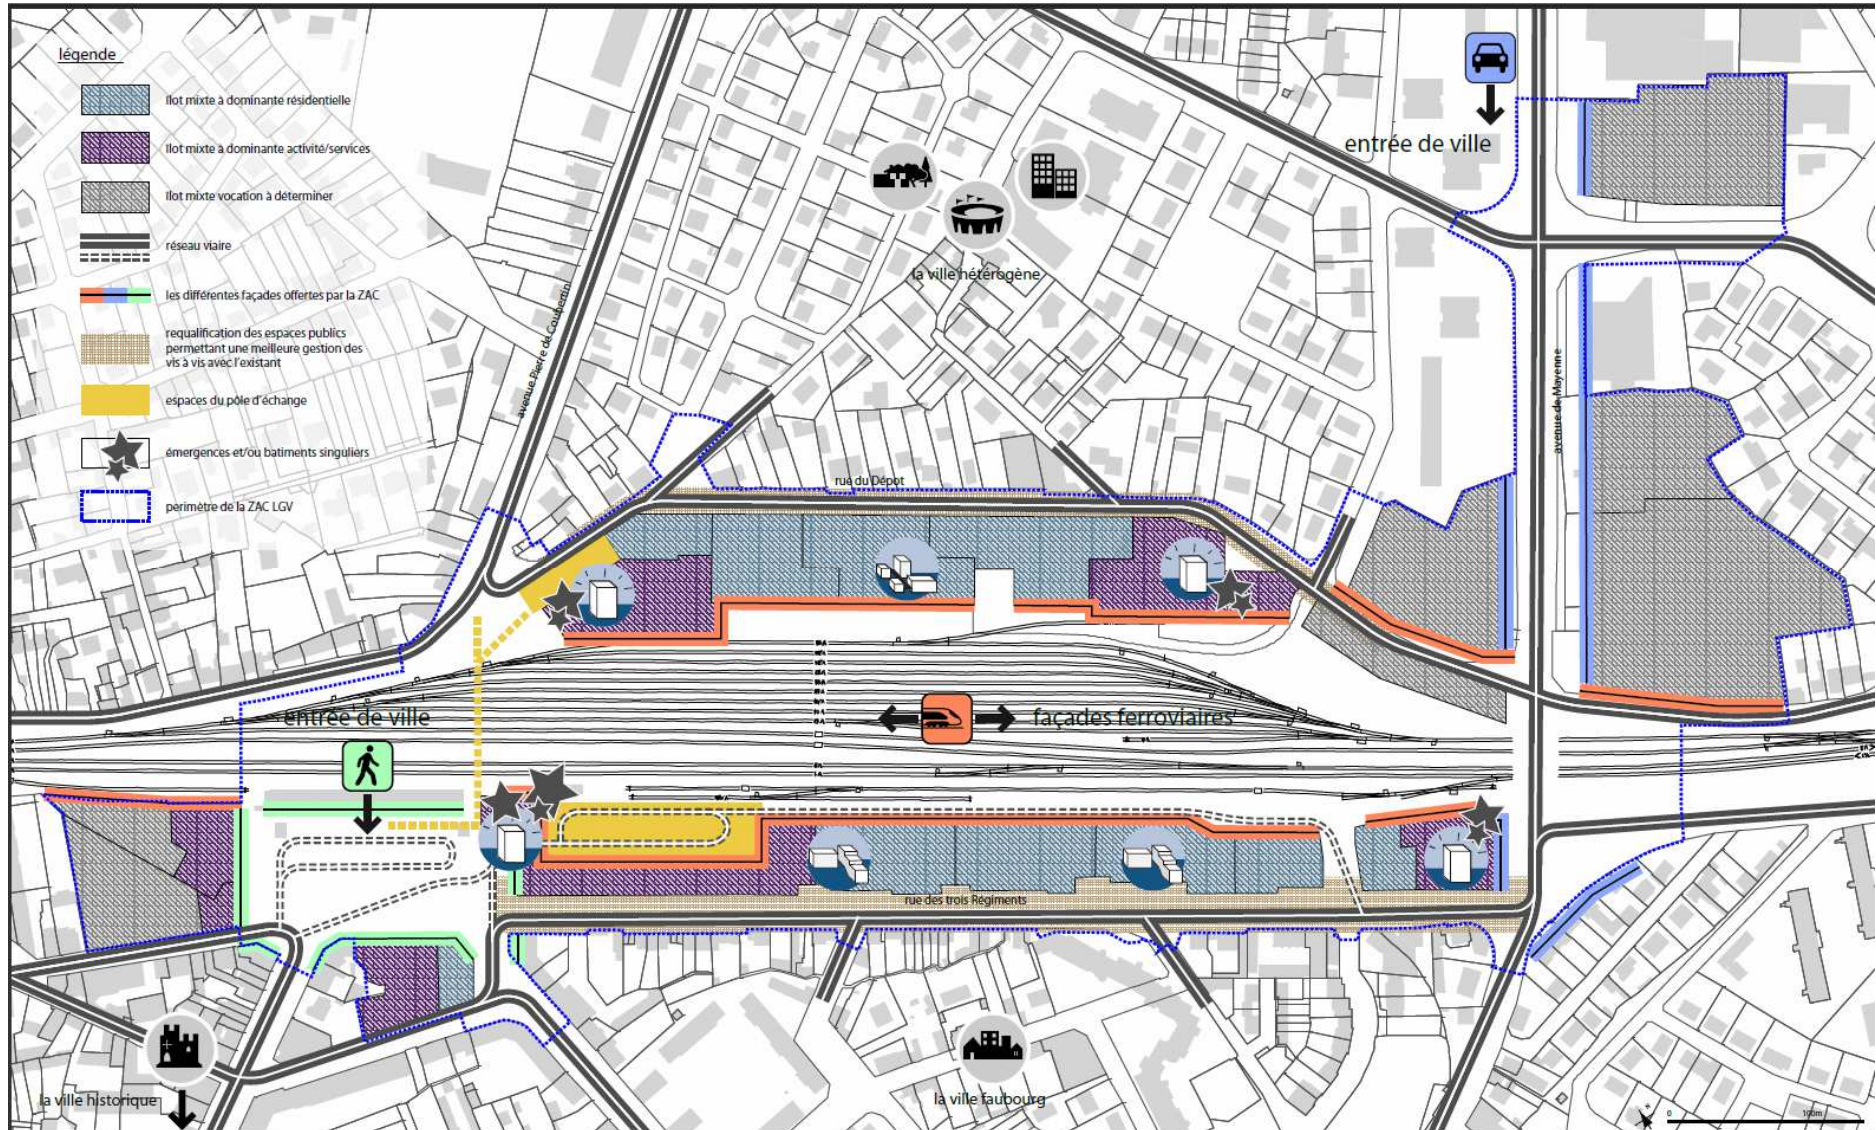 légende
îlot mixte à dominante résidentielle
îlot mixte à dominante activité/services
îlot mixte vocation à déterminer
réseau viaire
les différentes façades offertes par la ZAC
requalification des espaces publics
permettant une meilleure gestion des
vis à vis avec l'existant
espaces du pôle d'échange
émergences et/ou batiments singuliers
perimètre de la ZAC LGV
entrée de ville
la ville hétérogène
avenue Pierre de Coubertin
avenue de Mayenne
rue du Dépot
entrée de ville
façades ferroviaires
rue des trois Régiments
la ville historique
la ville faubourg
0
100m